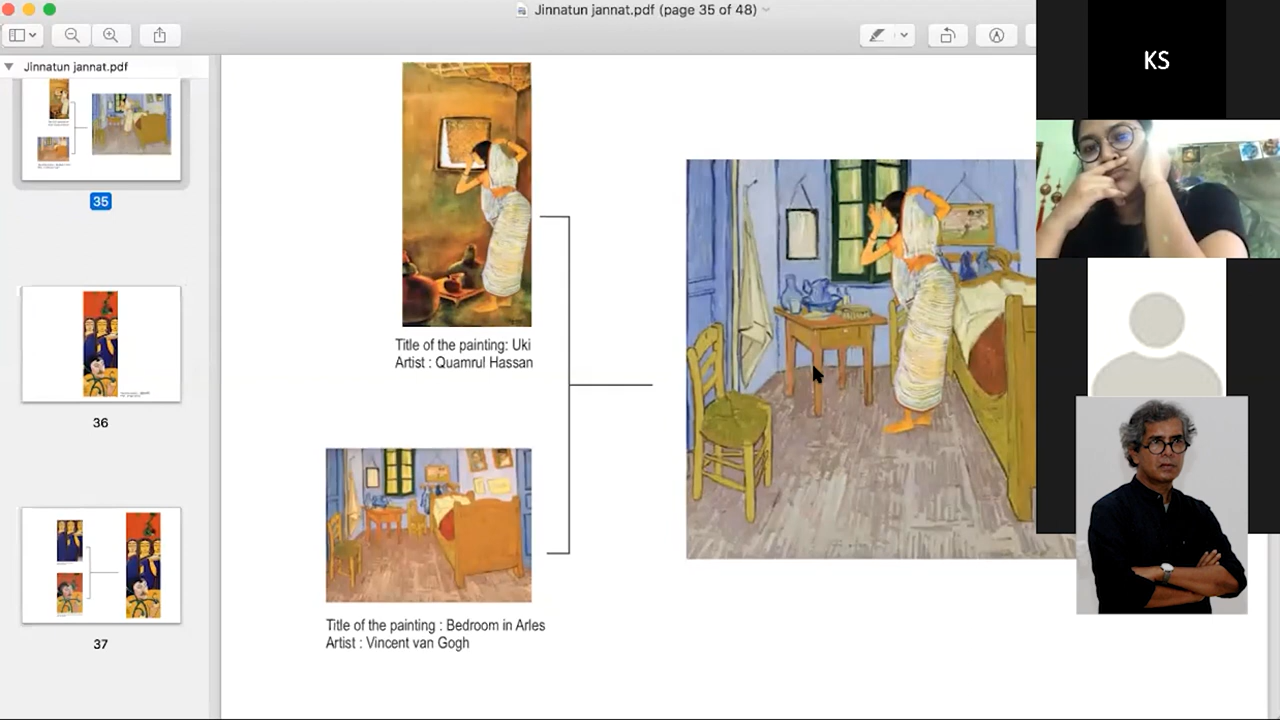 Jinnatun jannat.pdf (page 35 of 48)
Jinnatun jannat.pdf
35
36
37
Title of the painting: Uki
Artist : Quamrul Hassan
Title of the painting : Bedroom in Arles
Artist : Vincent van Gogh
KS